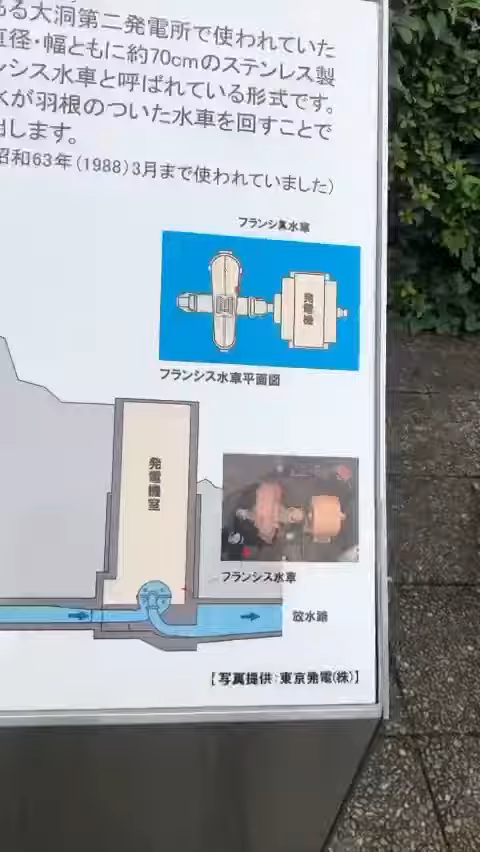 る大洞第二発電所で使われていた
直径・幅ともに約70cmのステンレス製
ンシス水車と呼ばれている形式です。
水が羽根のついた水車を回すことで
出します。
昭和63年(1988)3月まで使われていました)
フランシス水車
発電機
フランシス水車平面図
発電機室
フランシス水車
放水路
【写真提供:東京発電(株)】